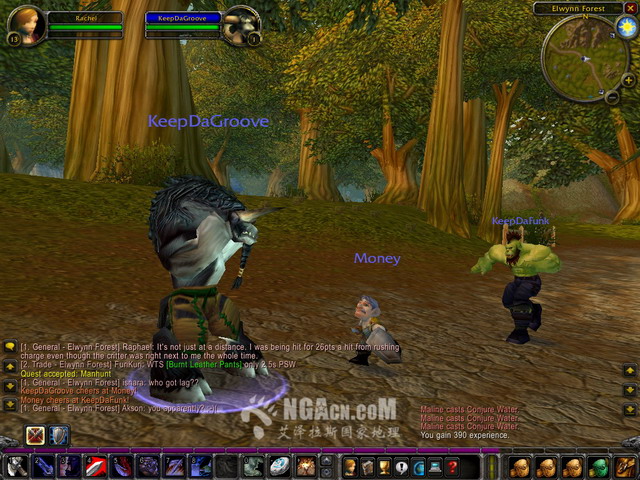 Rachel
13
KeepDaGroove
1
Elwynn Forest
N
KeepDaGroove
KeepDaFunk
Money
[1. General - Elwynn Forest] Raphael: It's not just at a distance. I was being hit for 26pts a hit from rushing
charge even though the critter was right next to me the whole time.
[2. Trade - Elwynn Forest] FunKun: WTS [Burnt Leather Pants] only 2.5s PSW
Quest accepted: Manhunt
[1. General - Elwynn Forest] ishara: who got lag??
KeepDaGroove cheers at Money!
Money cheers at KeepDaFunk!
[1. General - Elwynn Forest] Akson: you apparently?
NGACN.COM
艾泽拉斯国家地理
Maline casts Conjure Water.
Maline casts Conjure Water.
Maline casts Conjure Water.
You gain 390 experience.